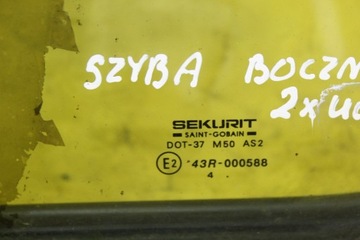 SZYBA BOCZN
2x
SEKURIT
SAINT-GOBAIN
DOT-37 M50 AS2
E2 43R-000588
4